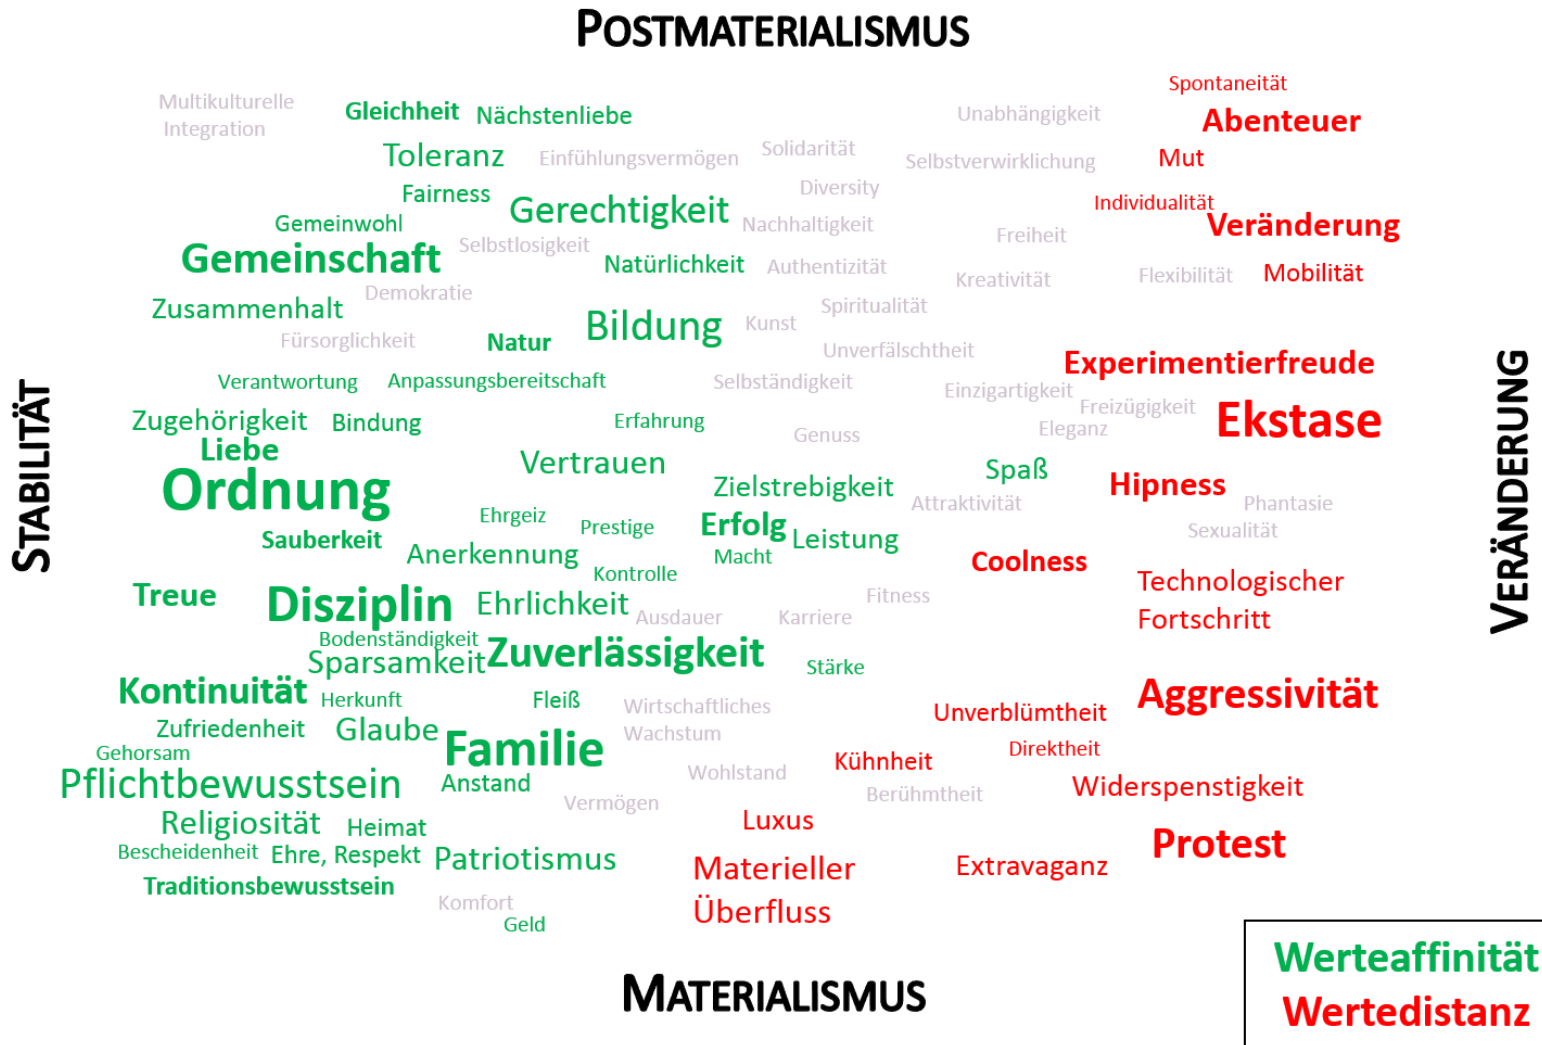 POSTMATERIALISMUS
Spontaneität
Multikulturelle
Integration
Gleichheit
Nächstenliebe
Unabhängigkeit
Abenteuer
Toleranz
Einfühlungsvermögen
Solidarität
Selbstverwirklichung
Mut
Fairness
Diversity
Individualität
Gerechtigkeit
Gemeinwohl
Nachhaltigkeit
Freiheit
Veränderung
Gemeinschaft
Selbstlosigkeit
Natürlichkeit
Authentizität
Kreativität
Flexibilität
Mobilität
Demokratie
Zusammenhalt
Spiritualität
Bildung
Kunst
Fürsorglichkeit
Natur
Unverfälschtheit
Experimentierfreude
Verantwortung
Anpassungsbereitschaft
Selbständigkeit
Einzigartigkeit
Freizügigkeit
Zugehörigkeit
Bindung
Erfahrung
Genuss
Eleganz
Ekstase
Liebe
Vertrauen
Spaß
STABILITÄT
VERÄNDERUNG
Ordnung
Zielstrebigkeit
Hipness
Attraktivität
Phantasie
Ehrgeiz
Prestige
Erfolg
Leistung
Sexualität
Sauberkeit
Anerkennung
Macht
Coolness
Kontrolle
Technologischer
Fortschritt
Treue
Disziplin
Ehrlichkeit
Ausdauer
Karriere
Fitness
Bodenständigkeit
Sparsamkeit
Zuverlässigkeit
Stärke
Kontinuität
Herkunft
Fleiß
Wirtschaftliches
Wachstum
Aggressivität
Unverblümtheit
Zufriedenheit
Glaube
Familie
Direktheit
Gehorsam
Kühnheit
Pflichtbewusstsein
Anstand
Wohlstand
Vermögen
Berühmtheit
Widerspenstigkeit
Religiosität
Heimat
Luxus
Protest
Bescheidenheit
Ehre, Respekt
Patriotismus
Materieller
Überfluss
Extravaganz
Traditionsbewusstsein
Komfort
Geld
MATERIALISMUS
Werteaffinität
Wertedistanz